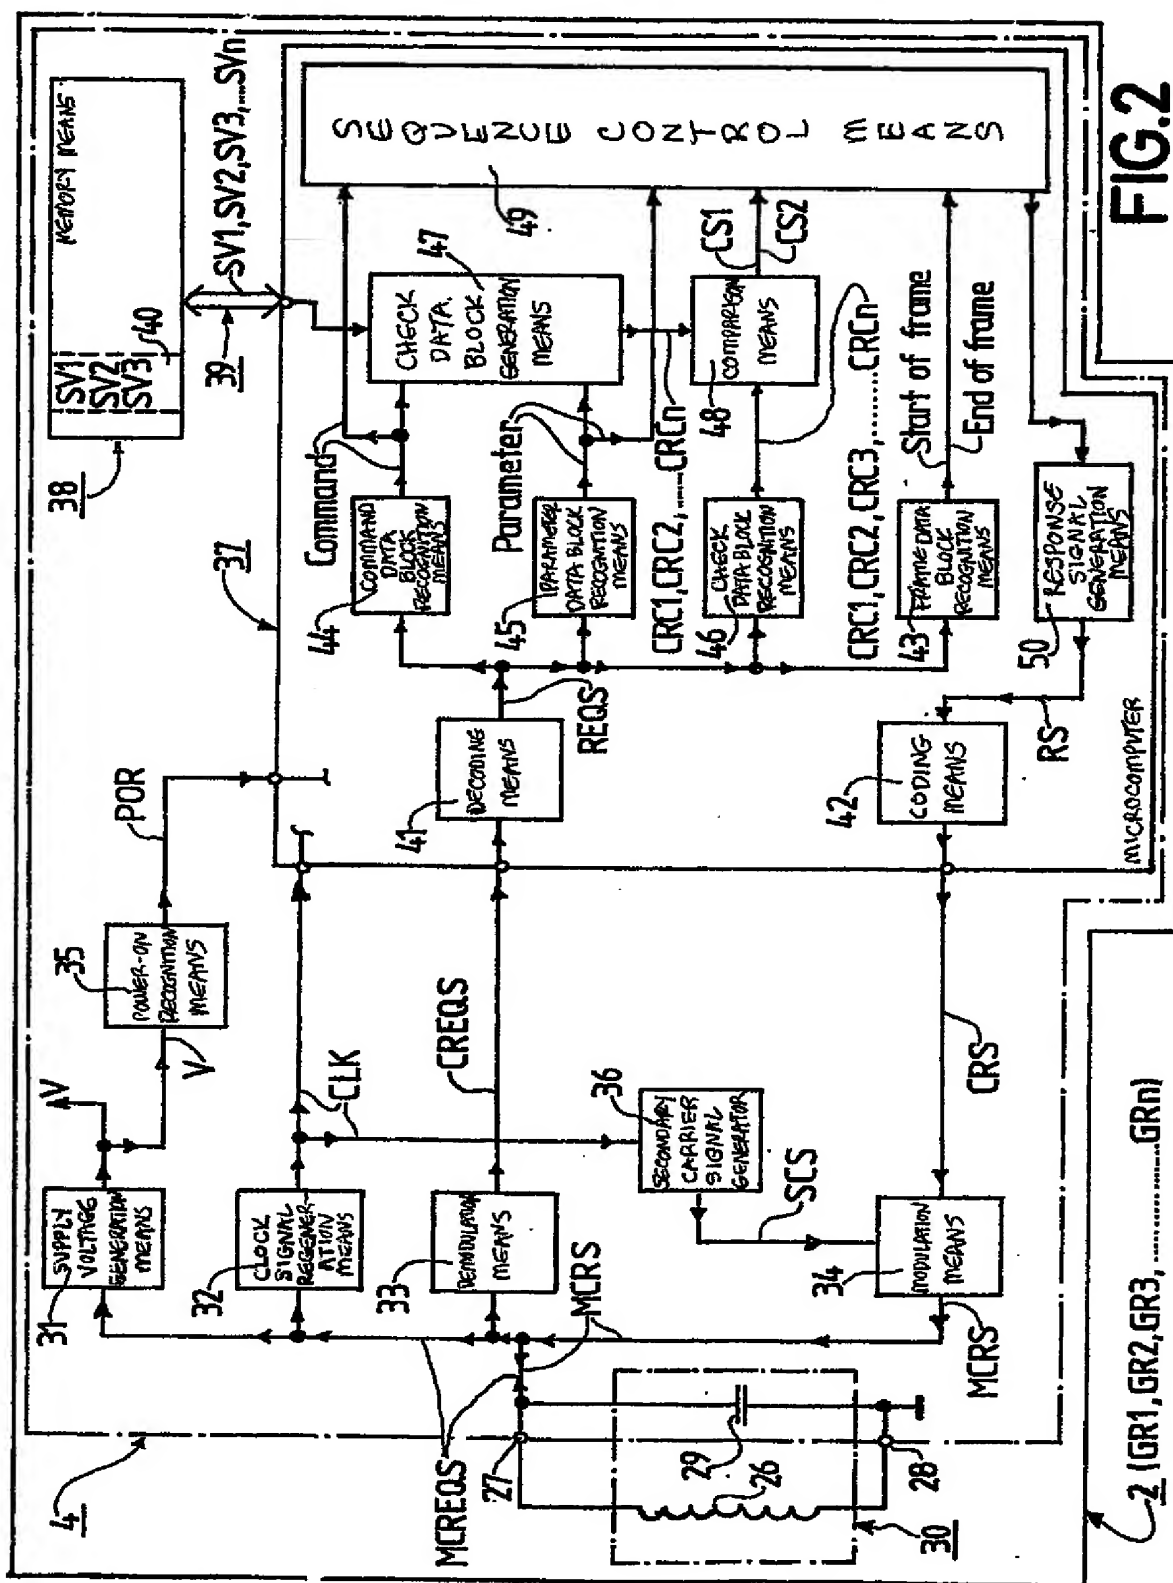 MEMORY MEANS
SV1
SV2
SV3
40
38
39
SV1,SV2,SV3,.....SVn
37
POR
35
POWER-ON
RECOGNITION
MEANS
V
V
31
SUPPLY
VOLTAGE
GENERATION
MEANS
32
CLOCK
SIGNAL
REGENER-
ATION
MEANS
CLK
33
DEMODULATION
MEANS
CREQS
41
DECODING
MEANS
REQS
44
COMMAND
DATA
BLOCK
RECOGNITION
MEANS
Command
45
PARAMETER
DATA BLOCK
RECOGNITION
MEANS
Parameter
46
CHECK
DATA BLOCK
RECOGNITION
MEANS
CRC1,CRC2,......CRCn
CRC1,CRC2,CRC3,.........CRCn
43
FRAME DATA
BLOCK
RECOGNITION
MEANS
Start of frame
End of frame
47
CHECK
DATA
BLOCK
GENERATION
MEANS
48
COMPARISON
MEANS
CS1
CS2
49
SEQUENCE CONTROL MEANS
50
RESPONSE
SIGNAL
GENERATION
MEANS
RS
42
CODING
MEANS
MICROCOMPUTER
CRS
36
SECONDARY
CARRIER
SIGNAL
GENERATOR
SCS
34
MODULATION
MEANS
MCRS
MCRS
MCREQS
27
28
29
26
30
4
2 (GR1,GR2,GR3,..............GRn)
FIG.2